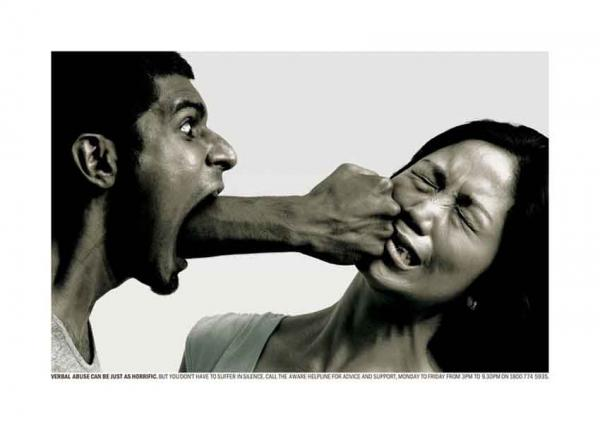 VERBAL ABUSE CAN BE JUST AS HORRIFIC. BUT YOU DON'T HAVE TO SUFFER IN SILENCE. CALL THE AWARE HELPLINE FOR ADVICE AND SUPPORT, MONDAY TO FRIDAY FROM 3PM TO 9.30PM ON 1800 774 5935.